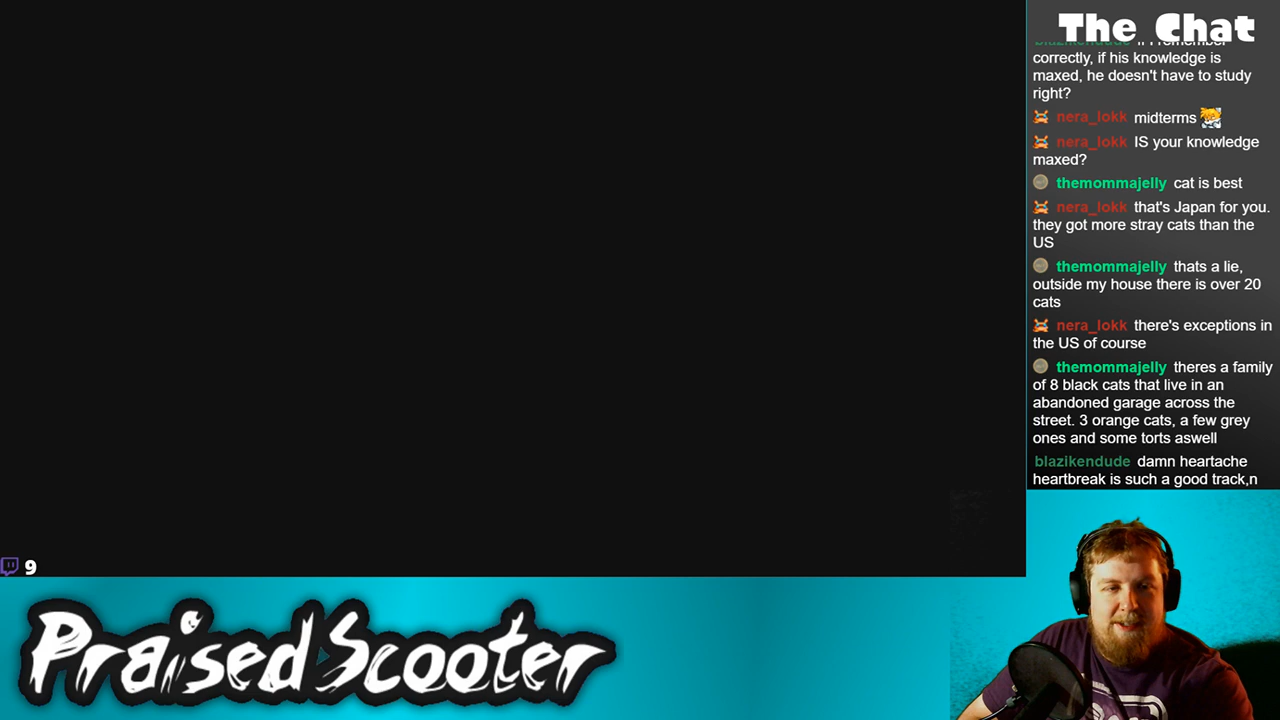 The Chat
correctly, if his knowledge is
maxed, he doesn't have to study
right?
nera_lokk midterms
nera_lokk IS your knowledge
maxed?
themommajelly cat is best
nera_lokk that's Japan for you.
they got more stray cats than the
US
themommajelly thats a lie,
outside my house there is over 20
cats
nera_lokk there's exceptions in
the US of course
themommajelly theres a family
of 8 black cats that live in an
abandoned garage across the
street. 3 orange cats, a few grey
ones and some torts aswell
blazikendude damn heartache
heartbreak is such a good track,n
9
PraisedScooter